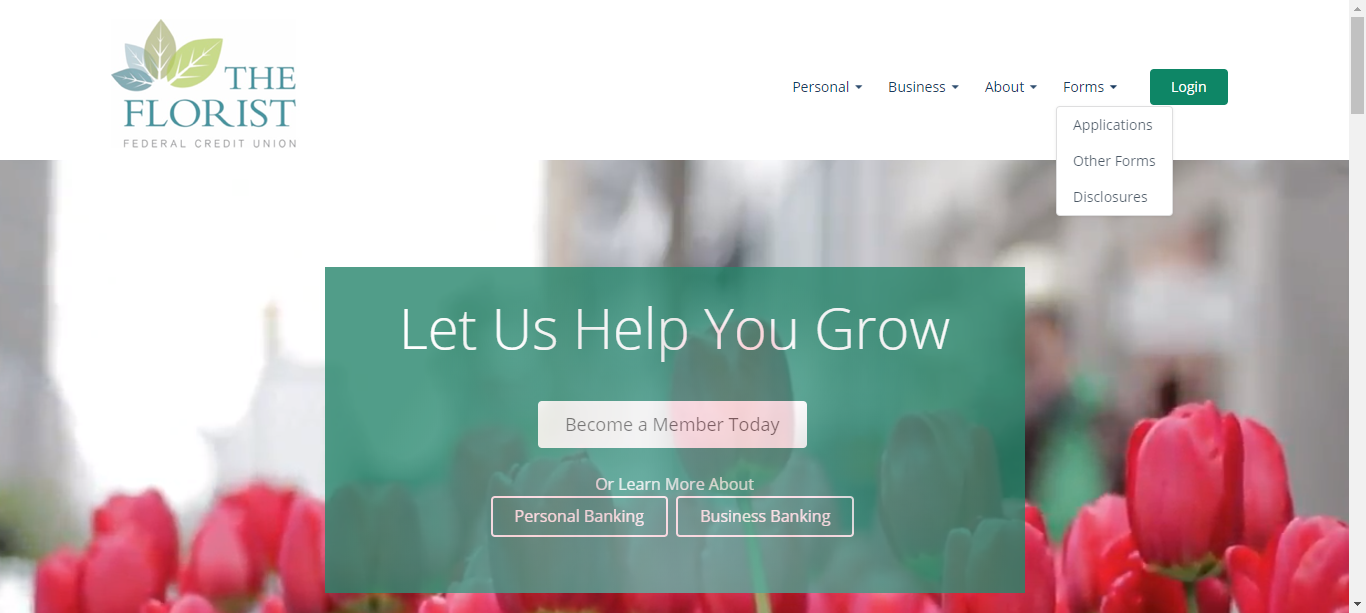 THE
FLORIST
FEDERAL CREDIT UNION
Personal Business About Forms Login
Applications
Other Forms
Disclosures
Let Us Help You Grow
Become a Member Today
Or Learn More About
Personal Banking Business Banking